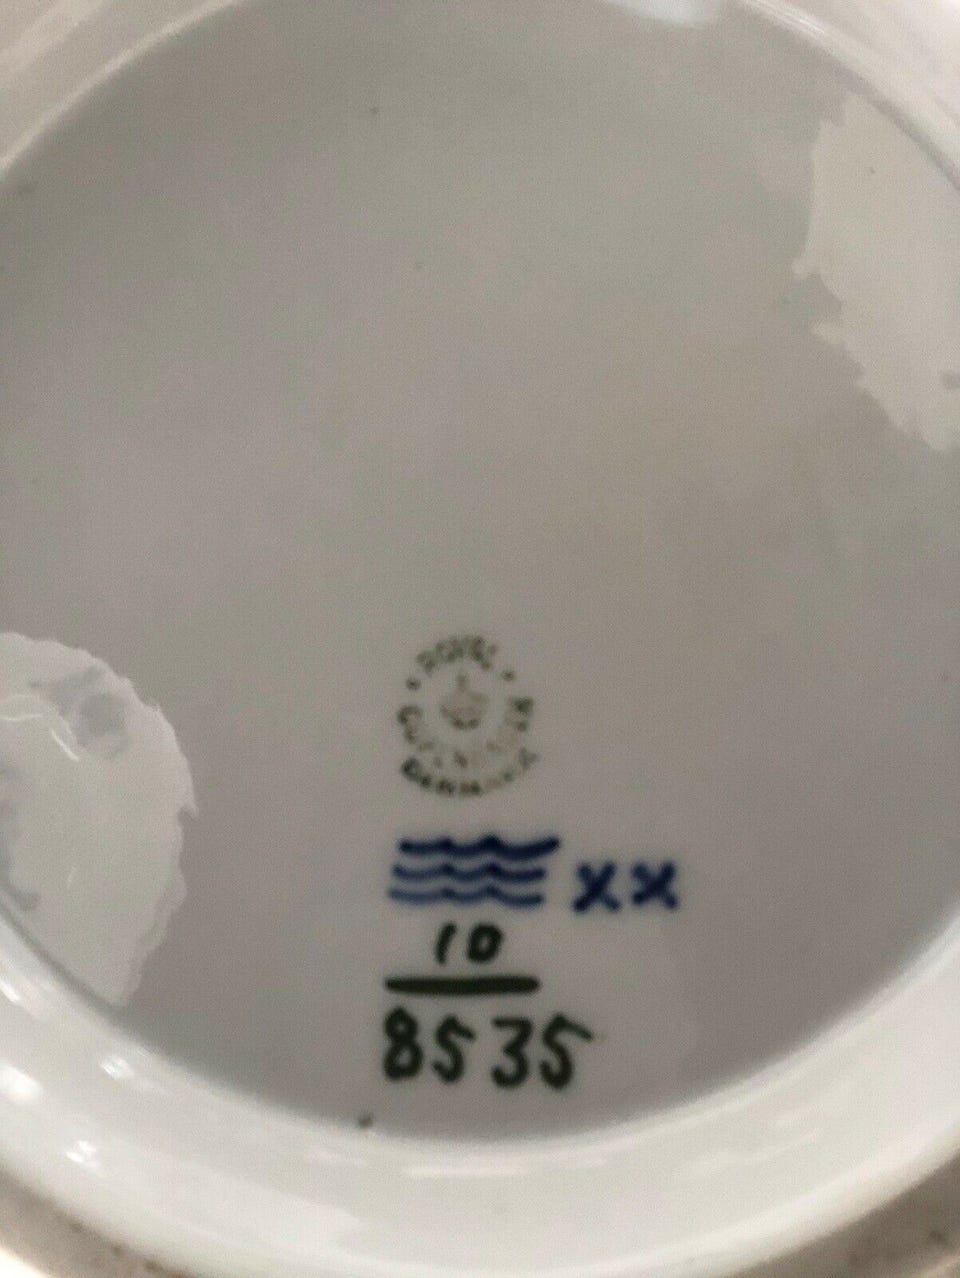 ROYAL
COPENHAGEN
DENMARK
XX
10
8535